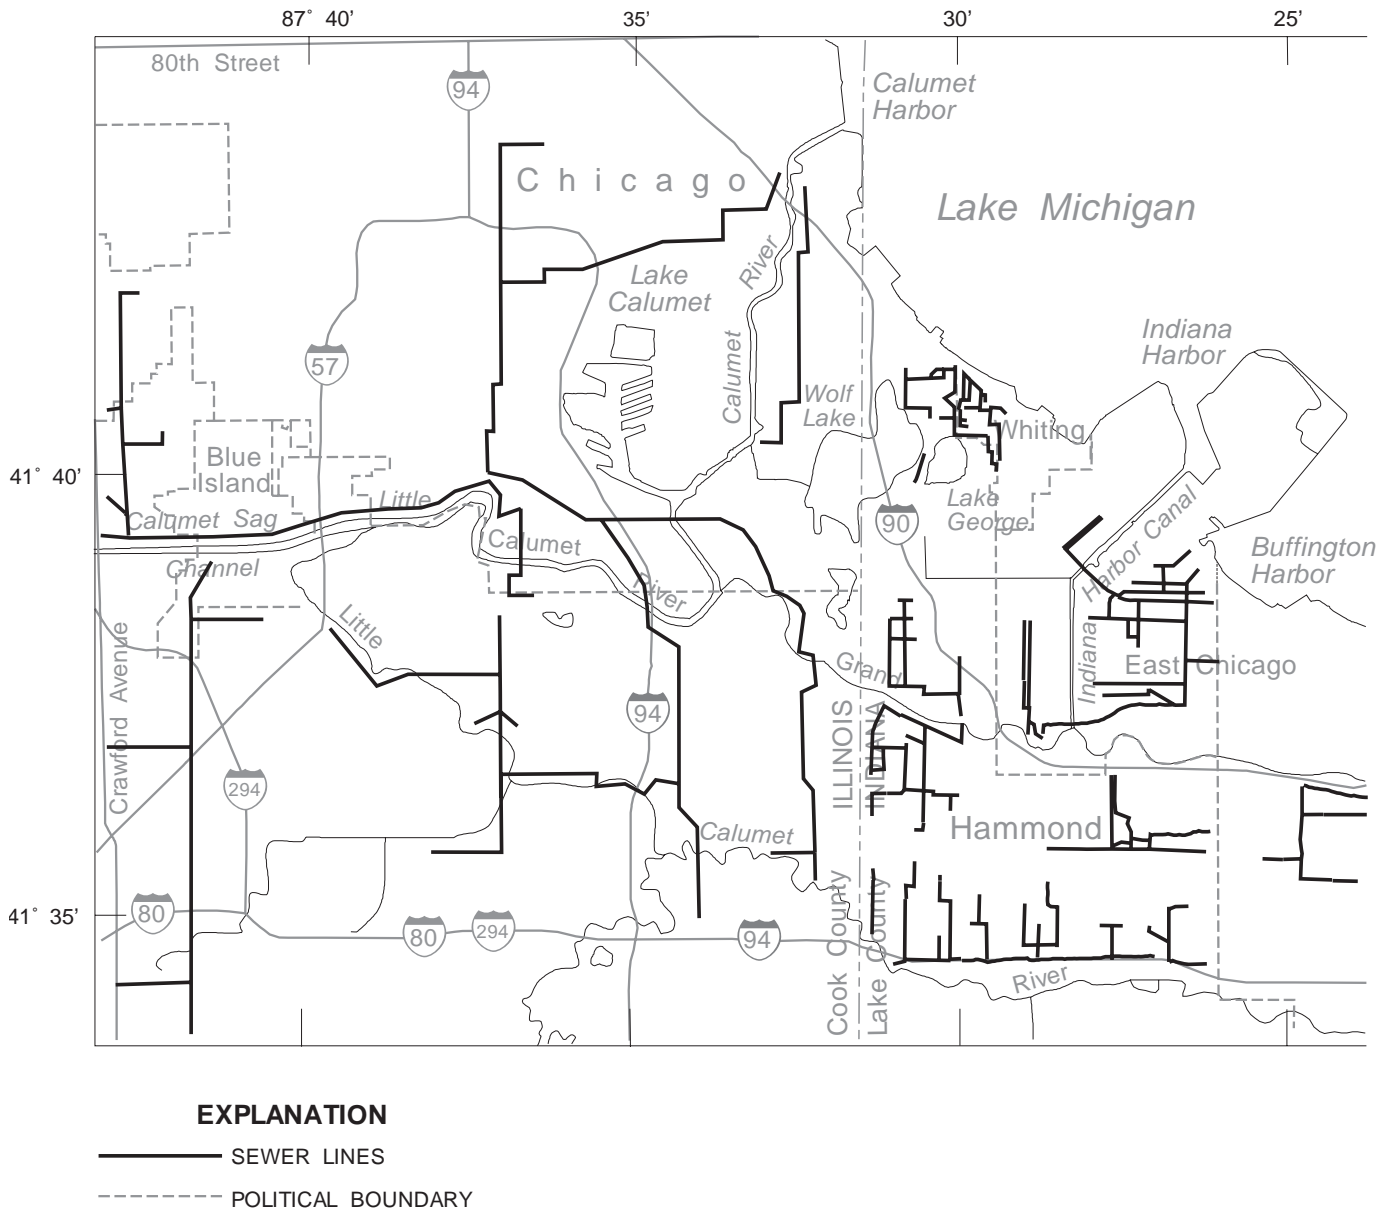 87° 40'
35'
30'
25'
80th Street
94
Calumet
Harbor
Chicago
Lake Michigan
River
Lake
Calumet
Calumet
Indiana
Harbor
57
Wolf
Lake
Whiting
Blue
Island
41° 40'
Little
Lake
George
Calumet Sag
90
Harbor Canal
Calumet
Buffington
Harbor
Channel
River
Little
Crawford Avenue
Indiana
East Chicago
Grand
94
ILLINOIS
INDIANA
294
Calumet
Hammond
41° 35'
80
80
294
94
Cook County
Lake County
River
EXPLANATION
SEWER LINES
POLITICAL BOUNDARY